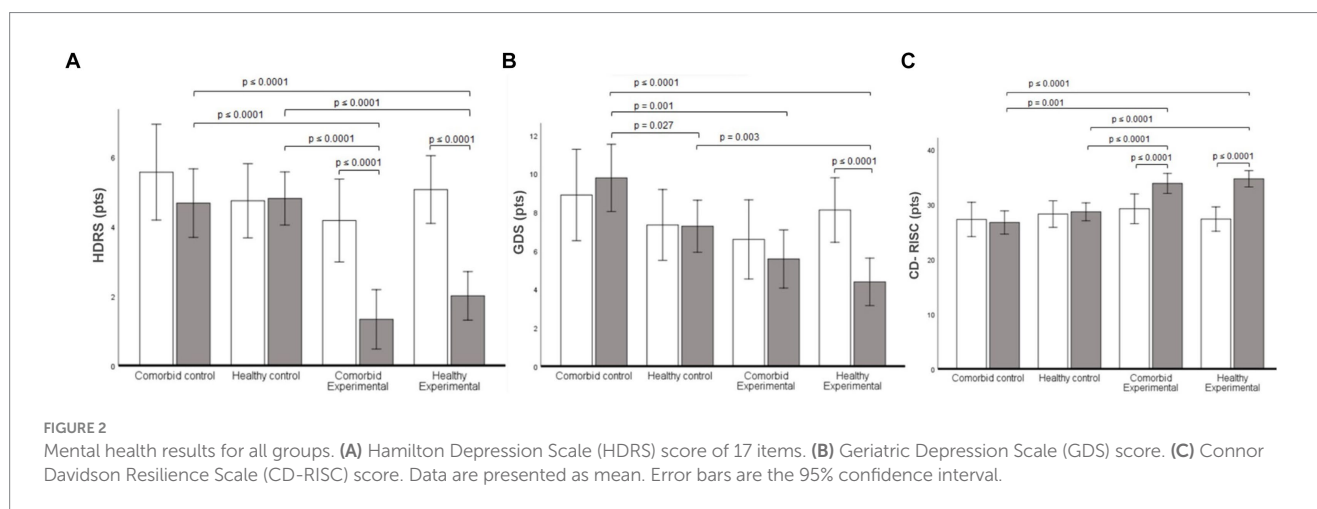 A
p ≤ 0.0001
p ≤ 0.0001
p ≤ 0.0001
p ≤ 0.0001
p ≤ 0.0001
p ≤ 0.0001
HDRS (pts)
6
4
2
0
Comorbid control
Healthy control
Comorbid
Experimental
Healthy
Experimental
B
p ≤ 0.0001
p = 0.001
p = 0.027
p = 0.003
p ≤ 0.0001
GDS (pts)
12
10
8
6
4
2
0
Comorbid control
Healthy control
Comorbid
Experimental
Healthy
Experimental
C
p ≤ 0.0001
p = 0.001
p ≤ 0.0001
p ≤ 0.0001
p ≤ 0.0001
p ≤ 0.0001
CD- RISC (pts)
40
30
20
10
0
Comorbid control
Healthy control
Comorbid
Experimental
Healthy
Experimental
FIGURE 2
Mental health results for all groups. (A) Hamilton Depression Scale (HDRS) score of 17 items. (B) Geriatric Depression Scale (GDS) score. (C) Connor
Davidson Resilience Scale (CD-RISC) score. Data are presented as mean. Error bars are the 95% confidence interval.